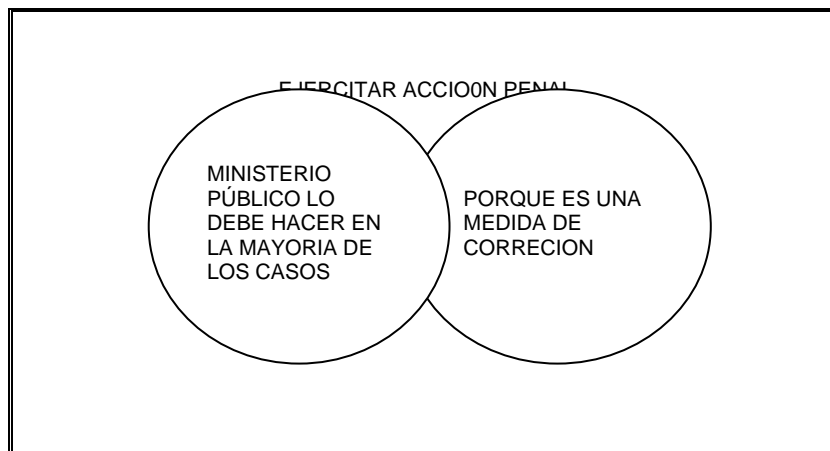 EJERCITAR ACCIO0N PENAL
MINISTERIO
PÚBLICO LO
DEBE HACER EN
LA MAYORIA DE
LOS CASOS
PORQUE ES UNA
MEDIDA DE
CORRECION